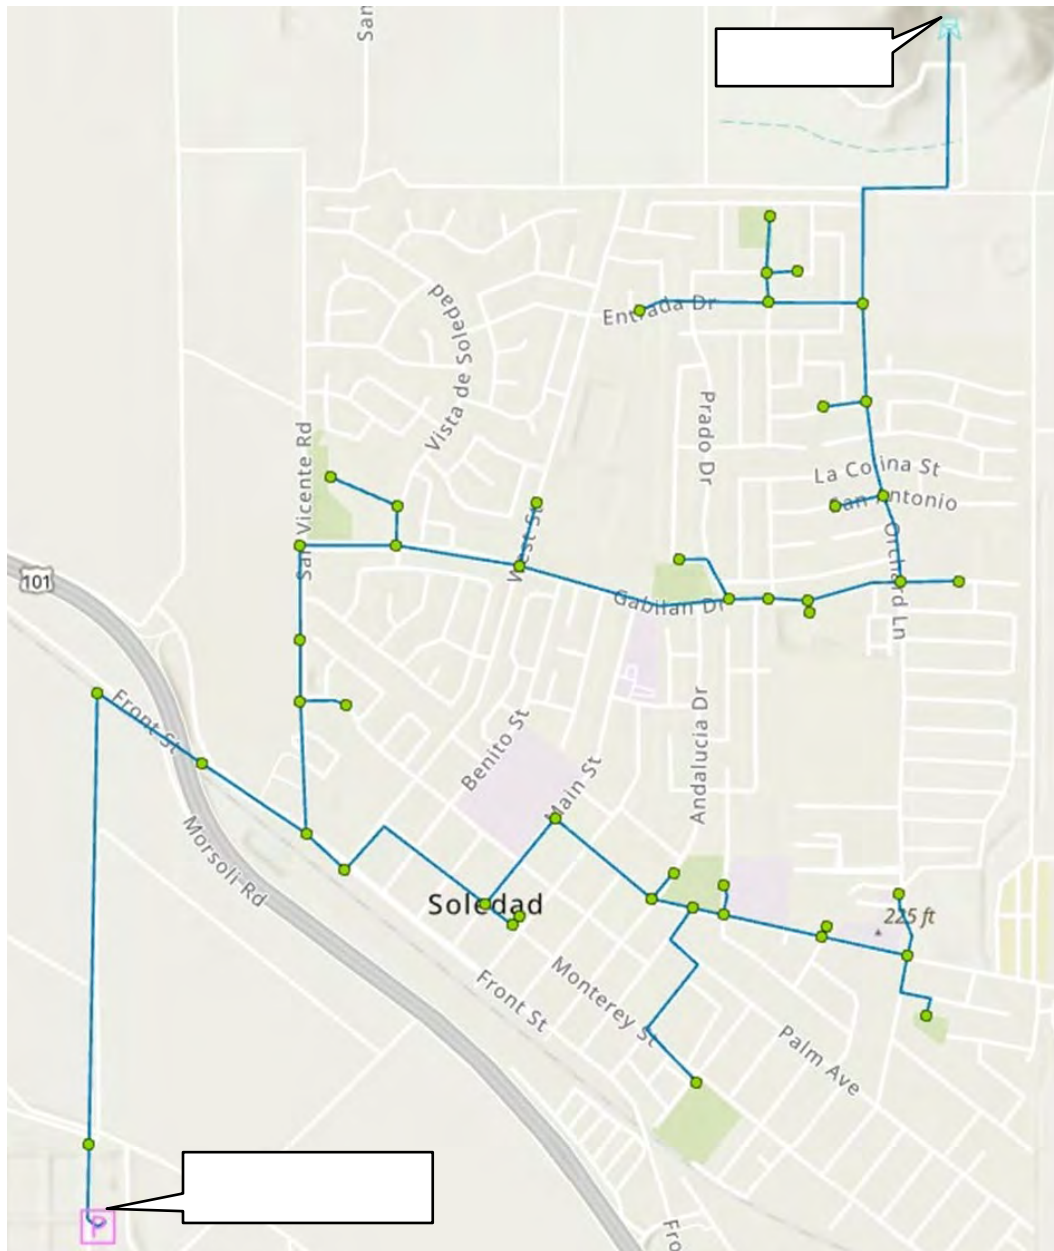 San
Entrada Dr
Vista de Soledad
Prado Dr
San Vicente Rd
La Colina St
San Antonio
Orchard Ln
West St
101
Gabilan Dr
Front St
Benito St
Main St
Andalucia Dr
Morsoli Rd
Soledad
225 ft
Monterey St
Front St
Palm Ave
Fro
P